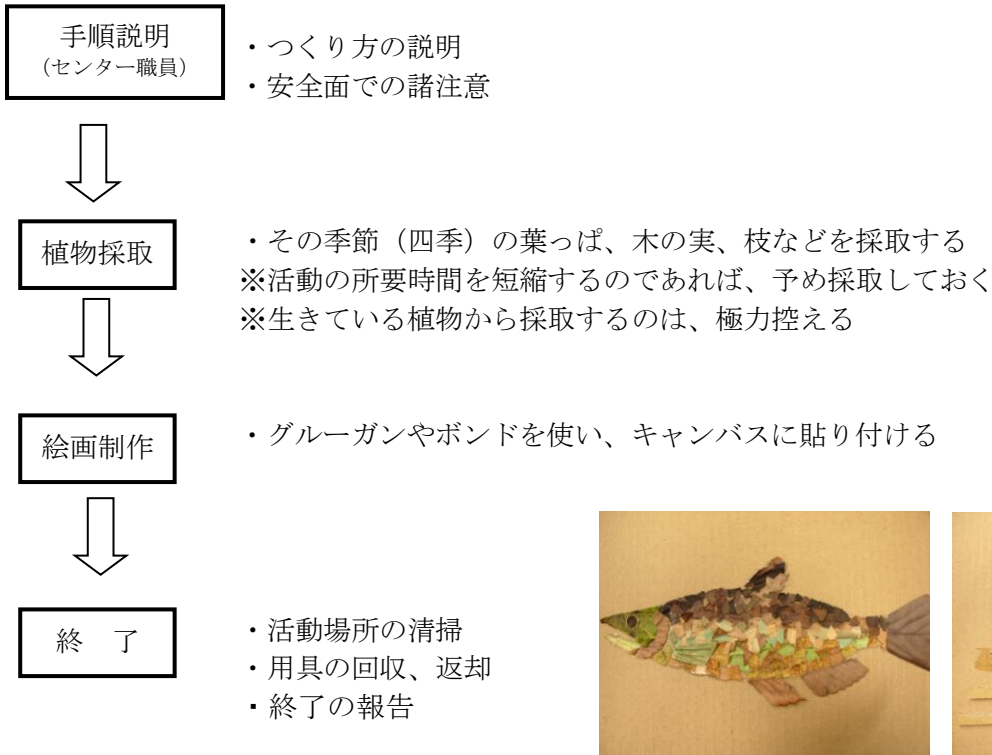 手順説明
（センター職員）
・つくり方の説明
・安全面での諸注意
植物採取
・その季節（四季）の葉っぱ、木の実、枝などを採取する
※活動の所要時間を短縮するのであれば、予め採取しておく
※生きている植物から採取するのは、極力控える
絵画制作
・グルーガンやボンドを使い、キャンバスに貼り付ける
終　了
・活動場所の清掃
・用具の回収、返却
・終了の報告